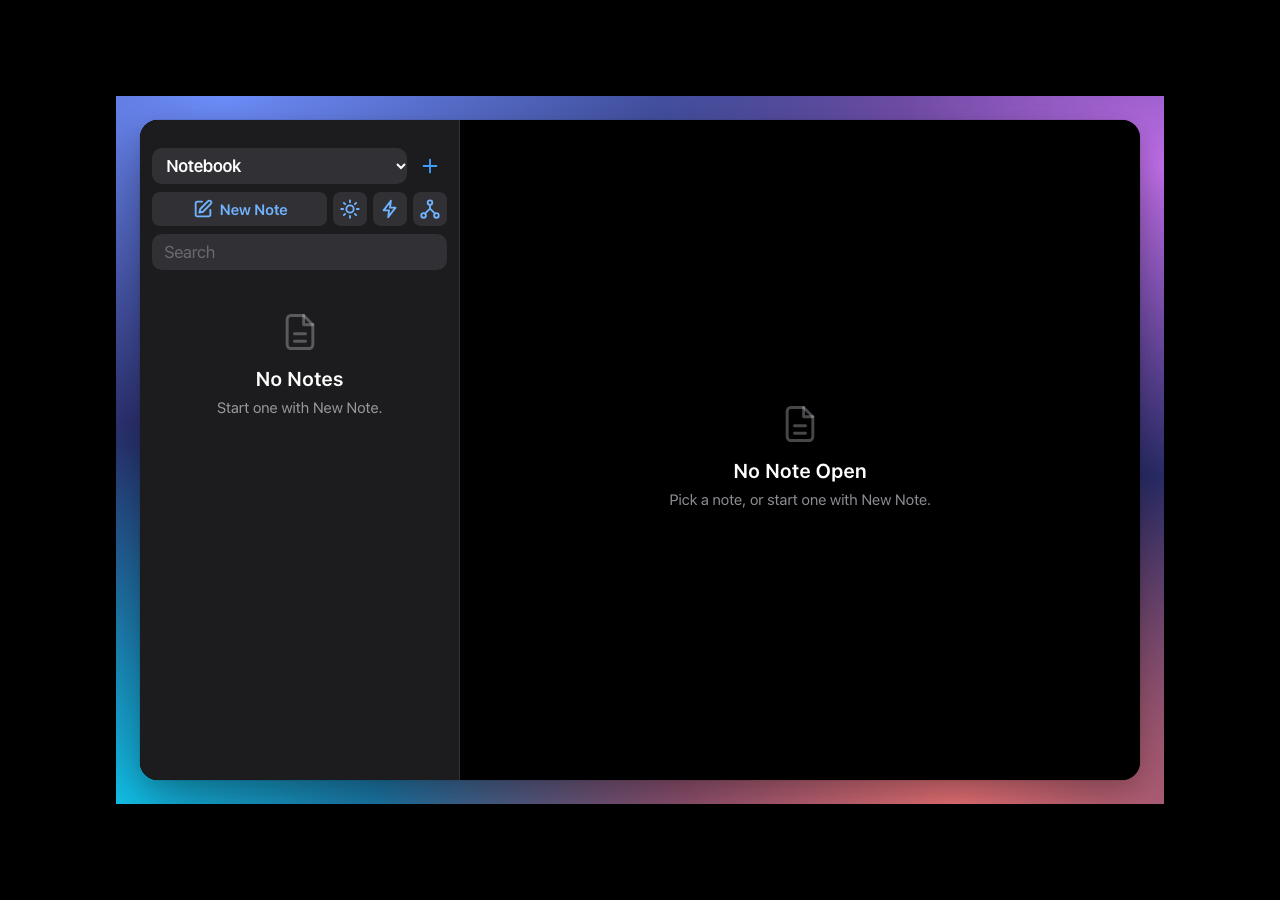 Notebook
New Note
Search
No Notes
Start one with New Note.
No Note Open
Pick a note, or start one with New Note.